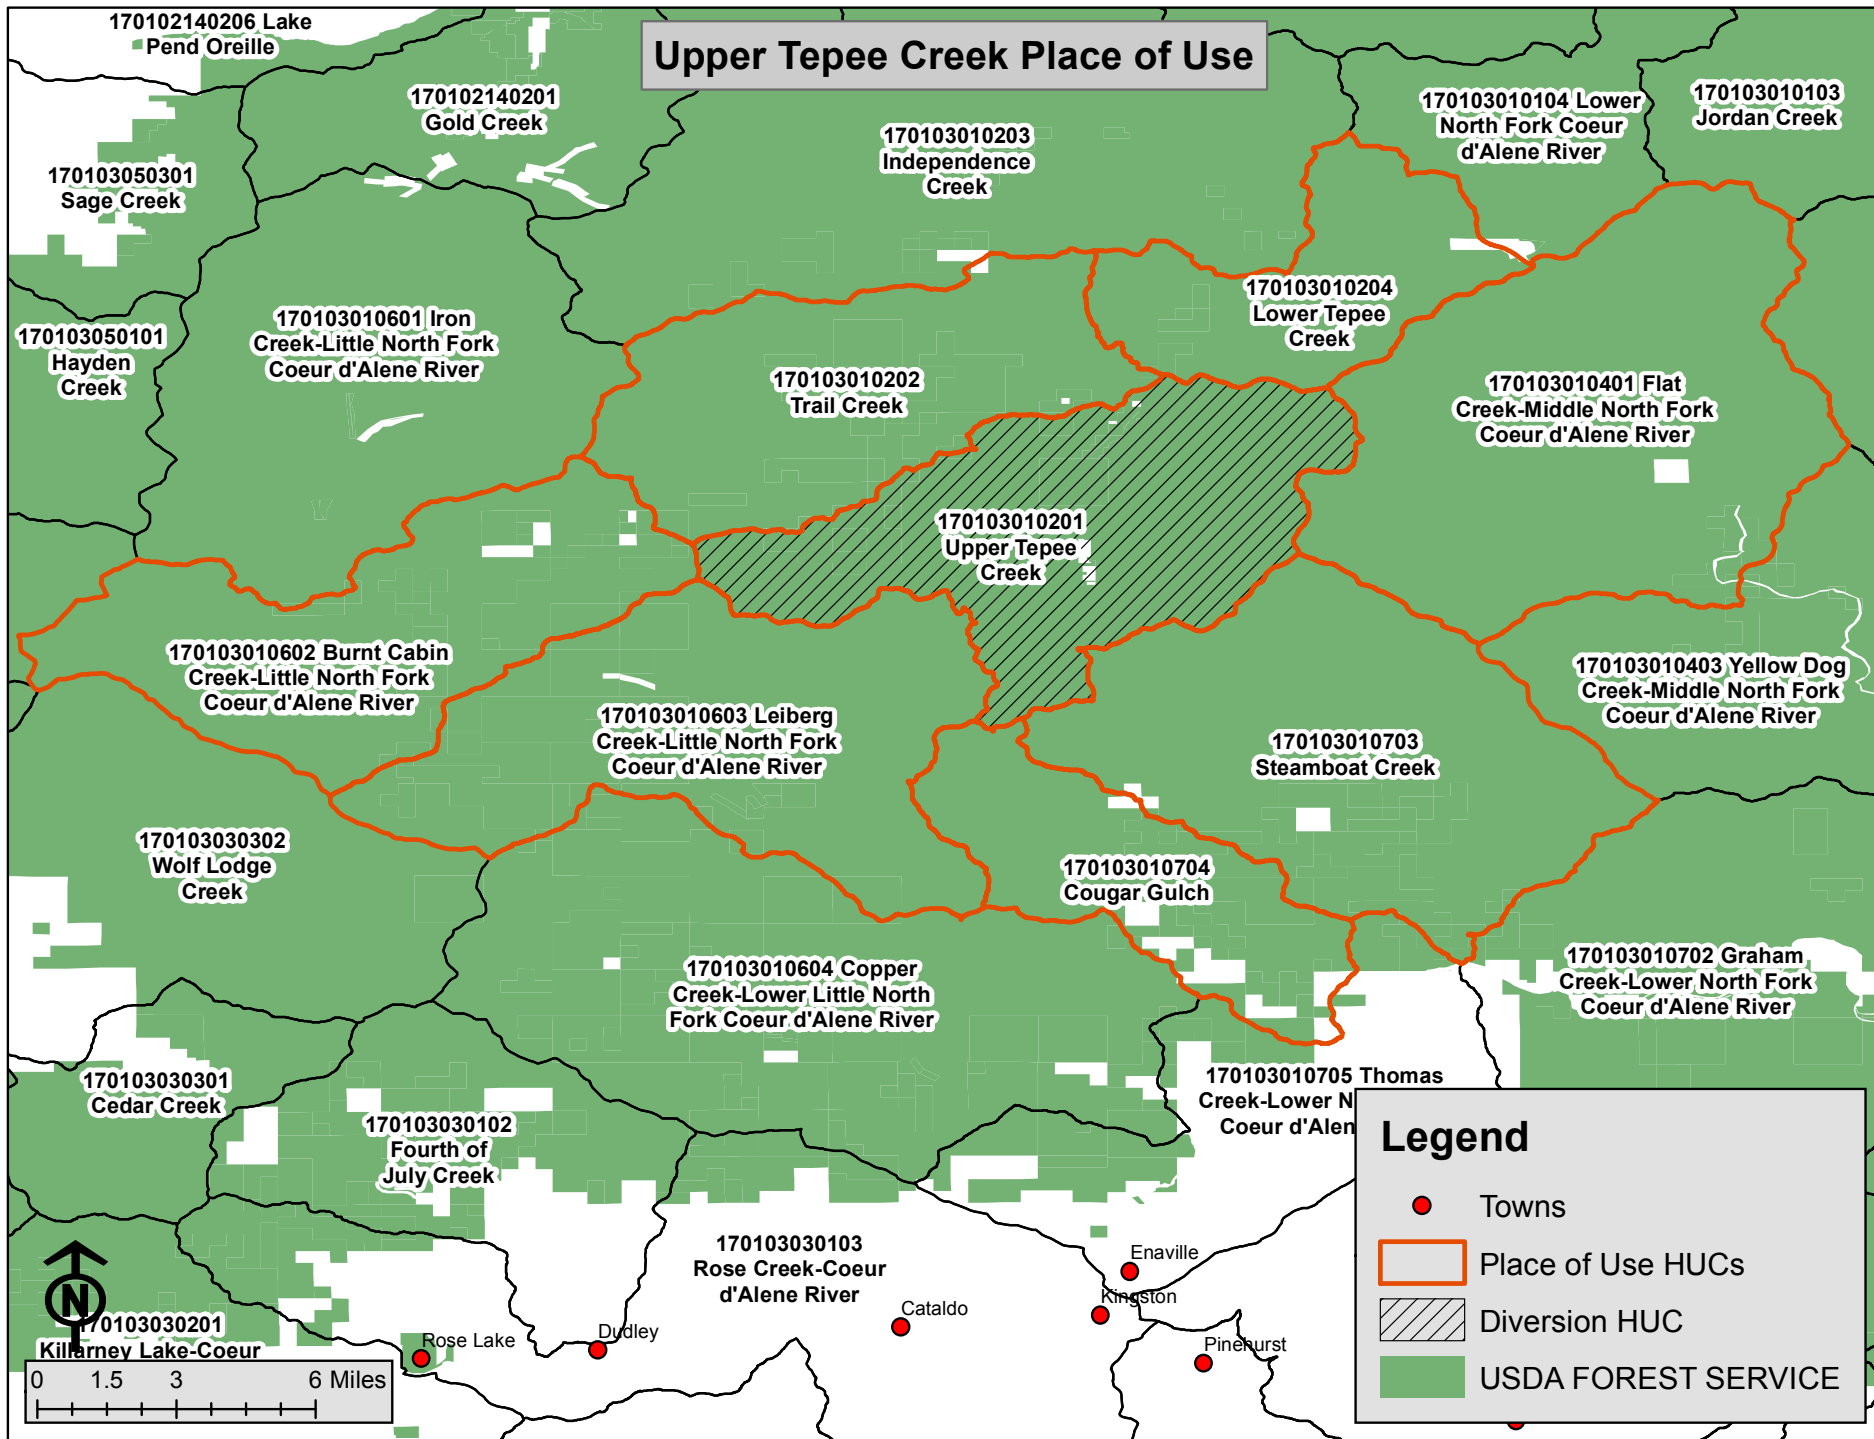 170102140206 Lake
Pend Oreille
Upper Tepee Creek Place of Use
170102140201
Gold Creek
170103010203
Independence
Creek
170103010104 Lower
North Fork Coeur
d'Alene River
170103010103
Jordan Creek
170103050301
Sage Creek
170103050101
Hayden
Creek
170103010601 Iron
Creek-Little North Fork
Coeur d'Alene River
170103010204
Lower Tepee
Creek
170103010202
Trail Creek
170103010401 Flat
Creek-Middle North Fork
Coeur d'Alene River
170103010201
Upper Tepee
Creek
170103010602 Burnt Cabin
Creek-Little North Fork
Coeur d'Alene River
170103010403 Yellow Dog
Creek-Middle North Fork
Coeur d'Alene River
170103010603 Leiberg
Creek-Little North Fork
Coeur d'Alene River
170103010703
Steamboat Creek
170103030302
Wolf Lodge
Creek
170103010704
Cougar Gulch
170103010604 Copper
Creek-Lower Little North
Fork Coeur d'Alene River
170103010702 Graham
Creek-Lower North Fork
Coeur d'Alene River
170103030301
Cedar Creek
170103030102
Fourth of
July Creek
170103010705 Thomas
Creek-Lower N
Coeur d'Alen
170103030103
Rose Creek-Coeur
d'Alene River
Enaville
Kingston
Cataldo
Pinehurst
Dudley
Rose Lake
N
170103030201
Killarney Lake-Coeur
0 1.5 3 6 Miles
Legend
Towns
Place of Use HUCs
Diversion HUC
USDA FOREST SERVICE